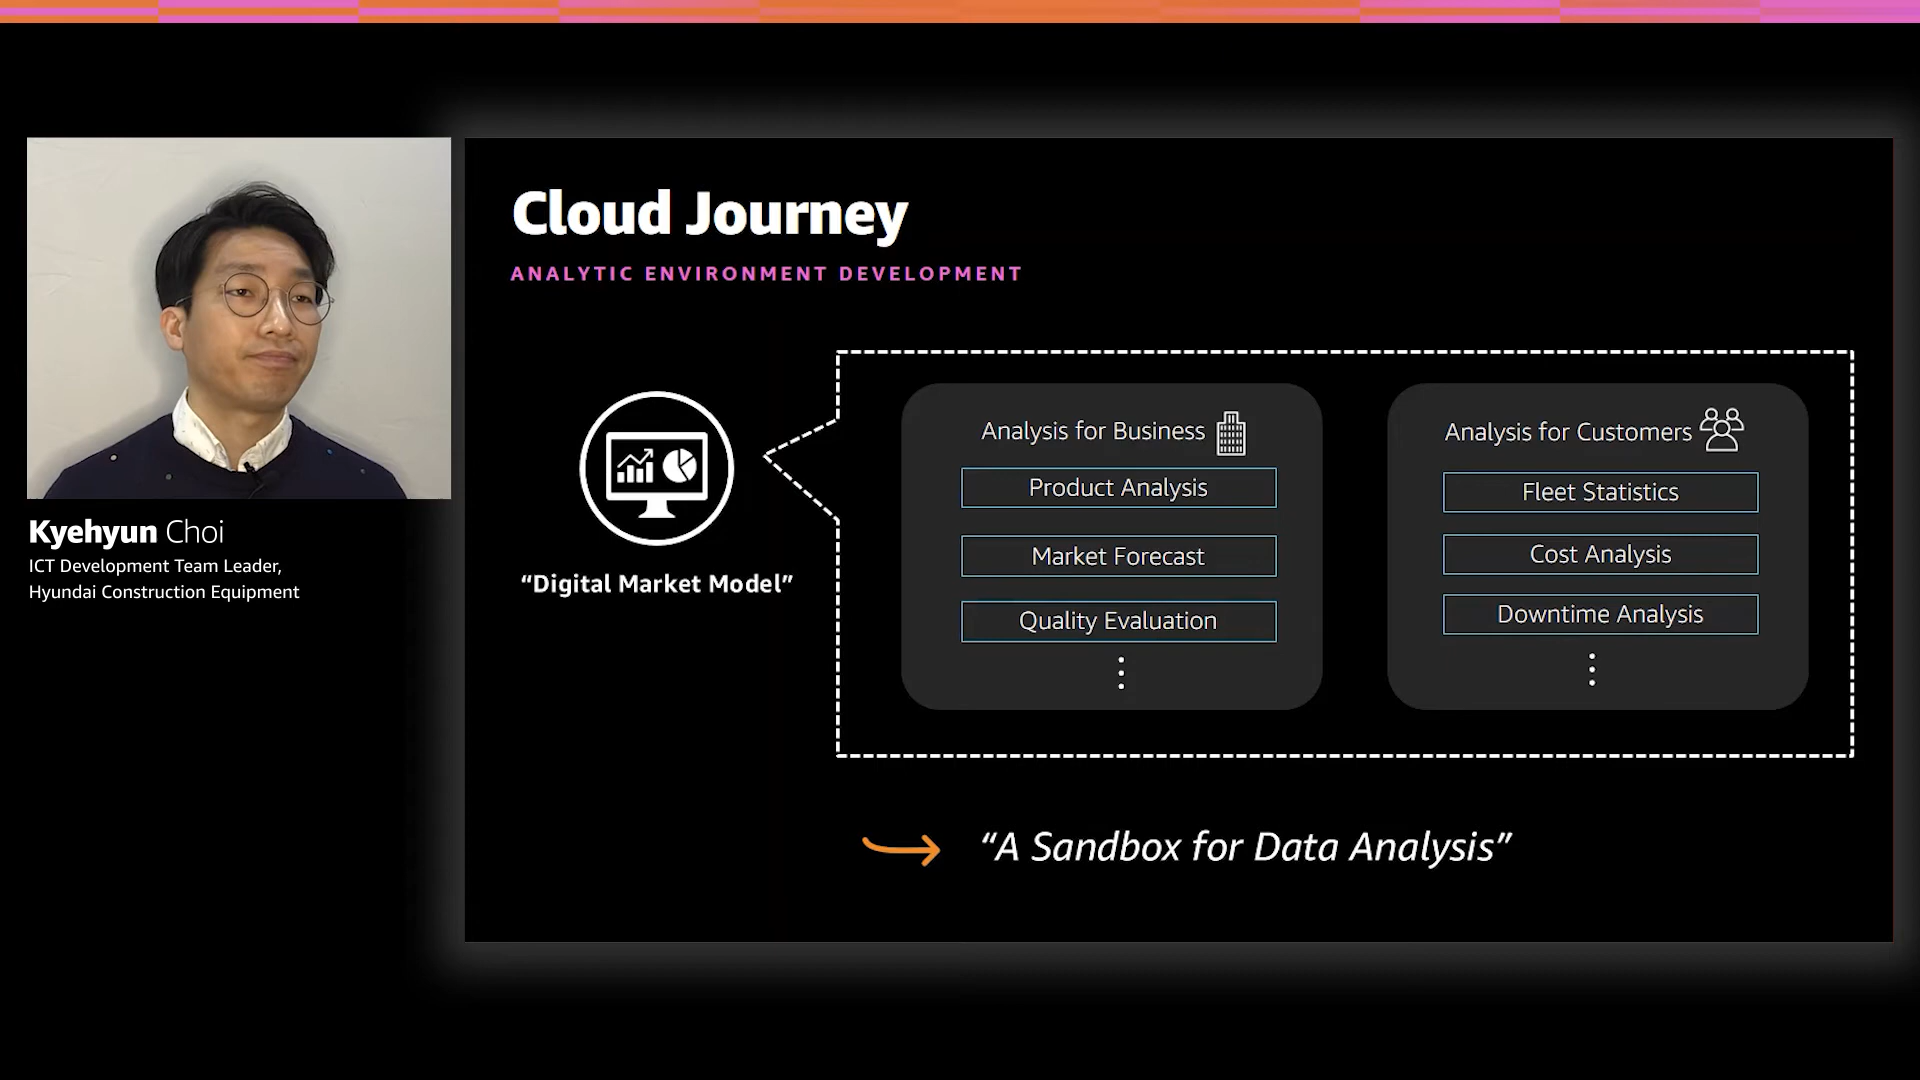 Cloud Journey
ANALYTIC ENVIRONMENT DEVELOPMENT
Kyehyun Choi
ICT Development Team Leader,
Hyundai Construction Equipment
“Digital Market Model”
Analysis for Business
Product Analysis
Market Forecast
Quality Evaluation
Analysis for Customers
Fleet Statistics
Cost Analysis
Downtime Analysis
“A Sandbox for Data Analysis”